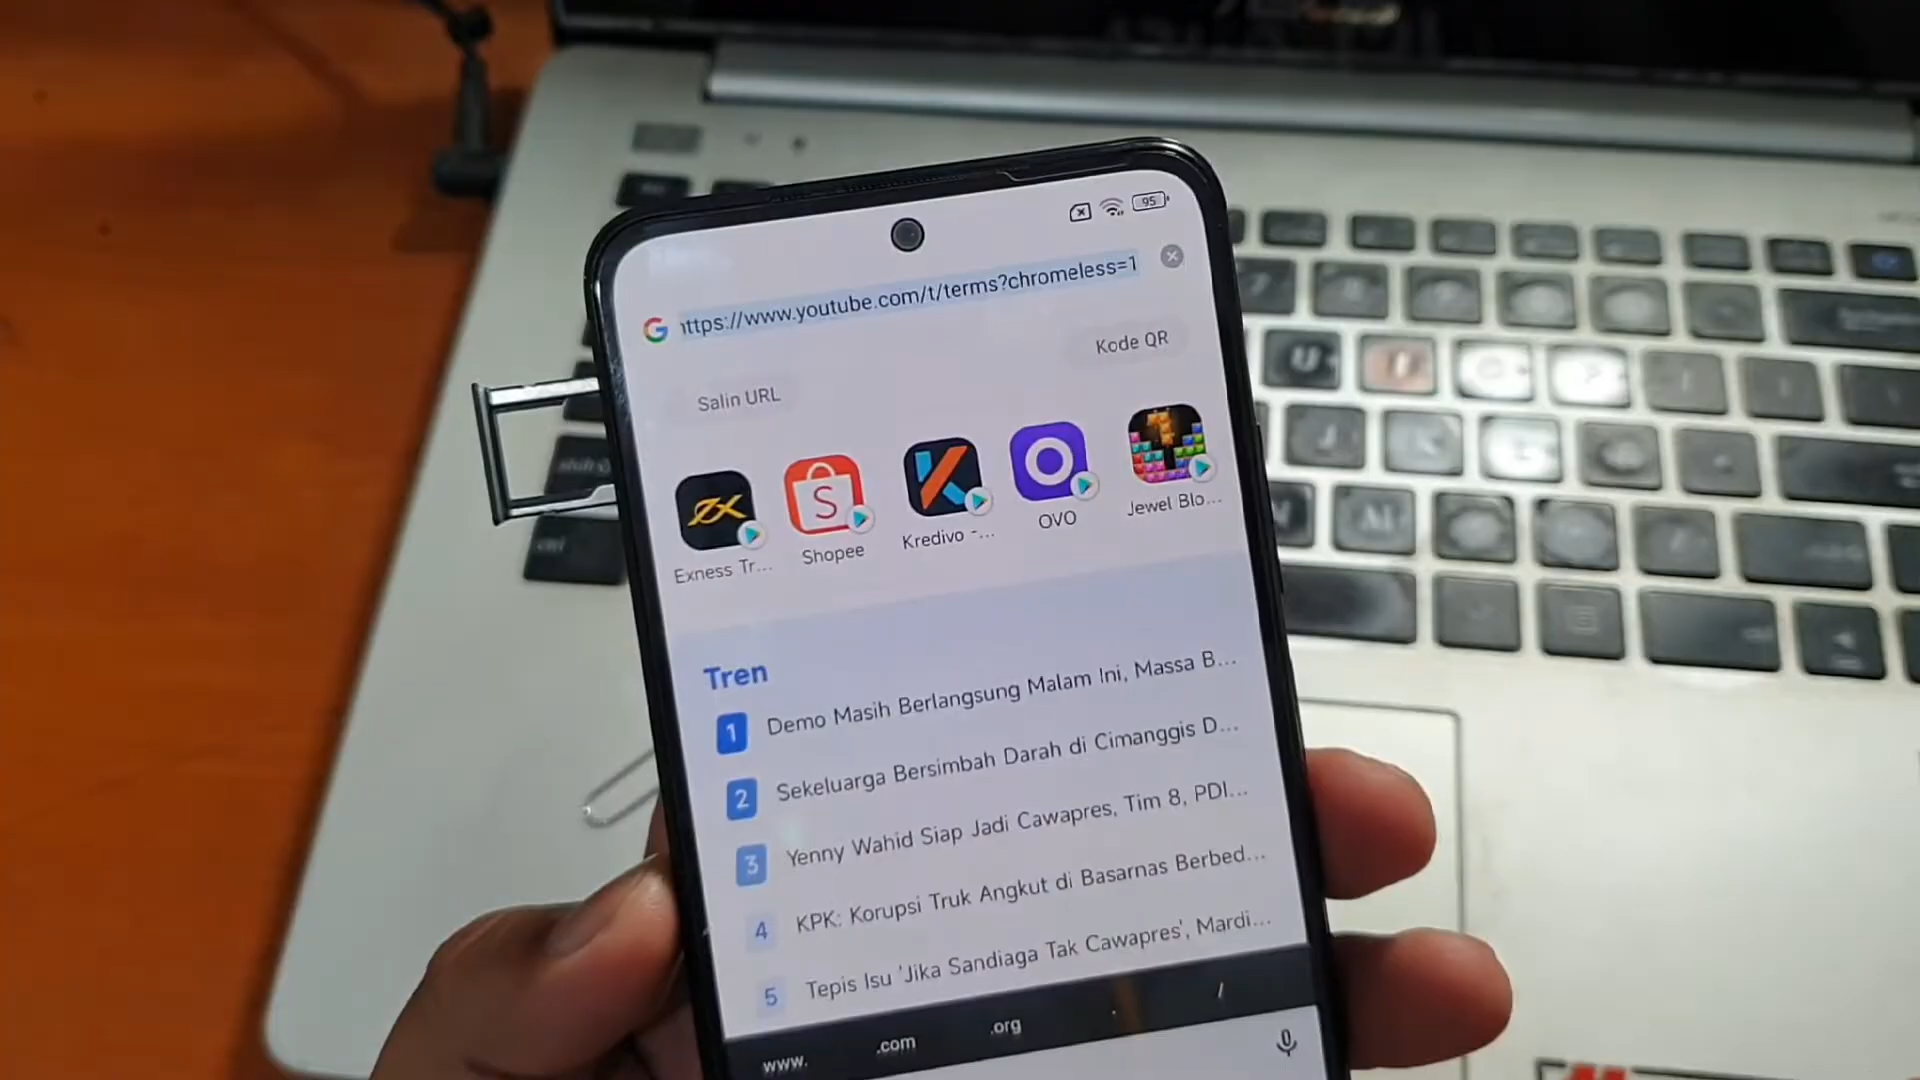 95
https://www.youtube.com/t/terms?chromeless=1
Kode QR
Salin URL
Exness Tr...
Shopee
Kredivo -...
OVO
Jewel Blo...
Tren
1 Demo Masih Berlangsung Malam Ini, Massa B...
2 Sekeluarga Bersimbah Darah di Cimanggis D...
3 Yenny Wahid Siap Jadi Cawapres, Tim 8, PDI...
4 KPK: Korupsi Truk Angkut di Basarnas Berbed...
5 Tepis Isu 'Jika Sandiaga Tak Cawapres', Mardi...
www. .com .org . /
shift
ctrl
U
J
N
M